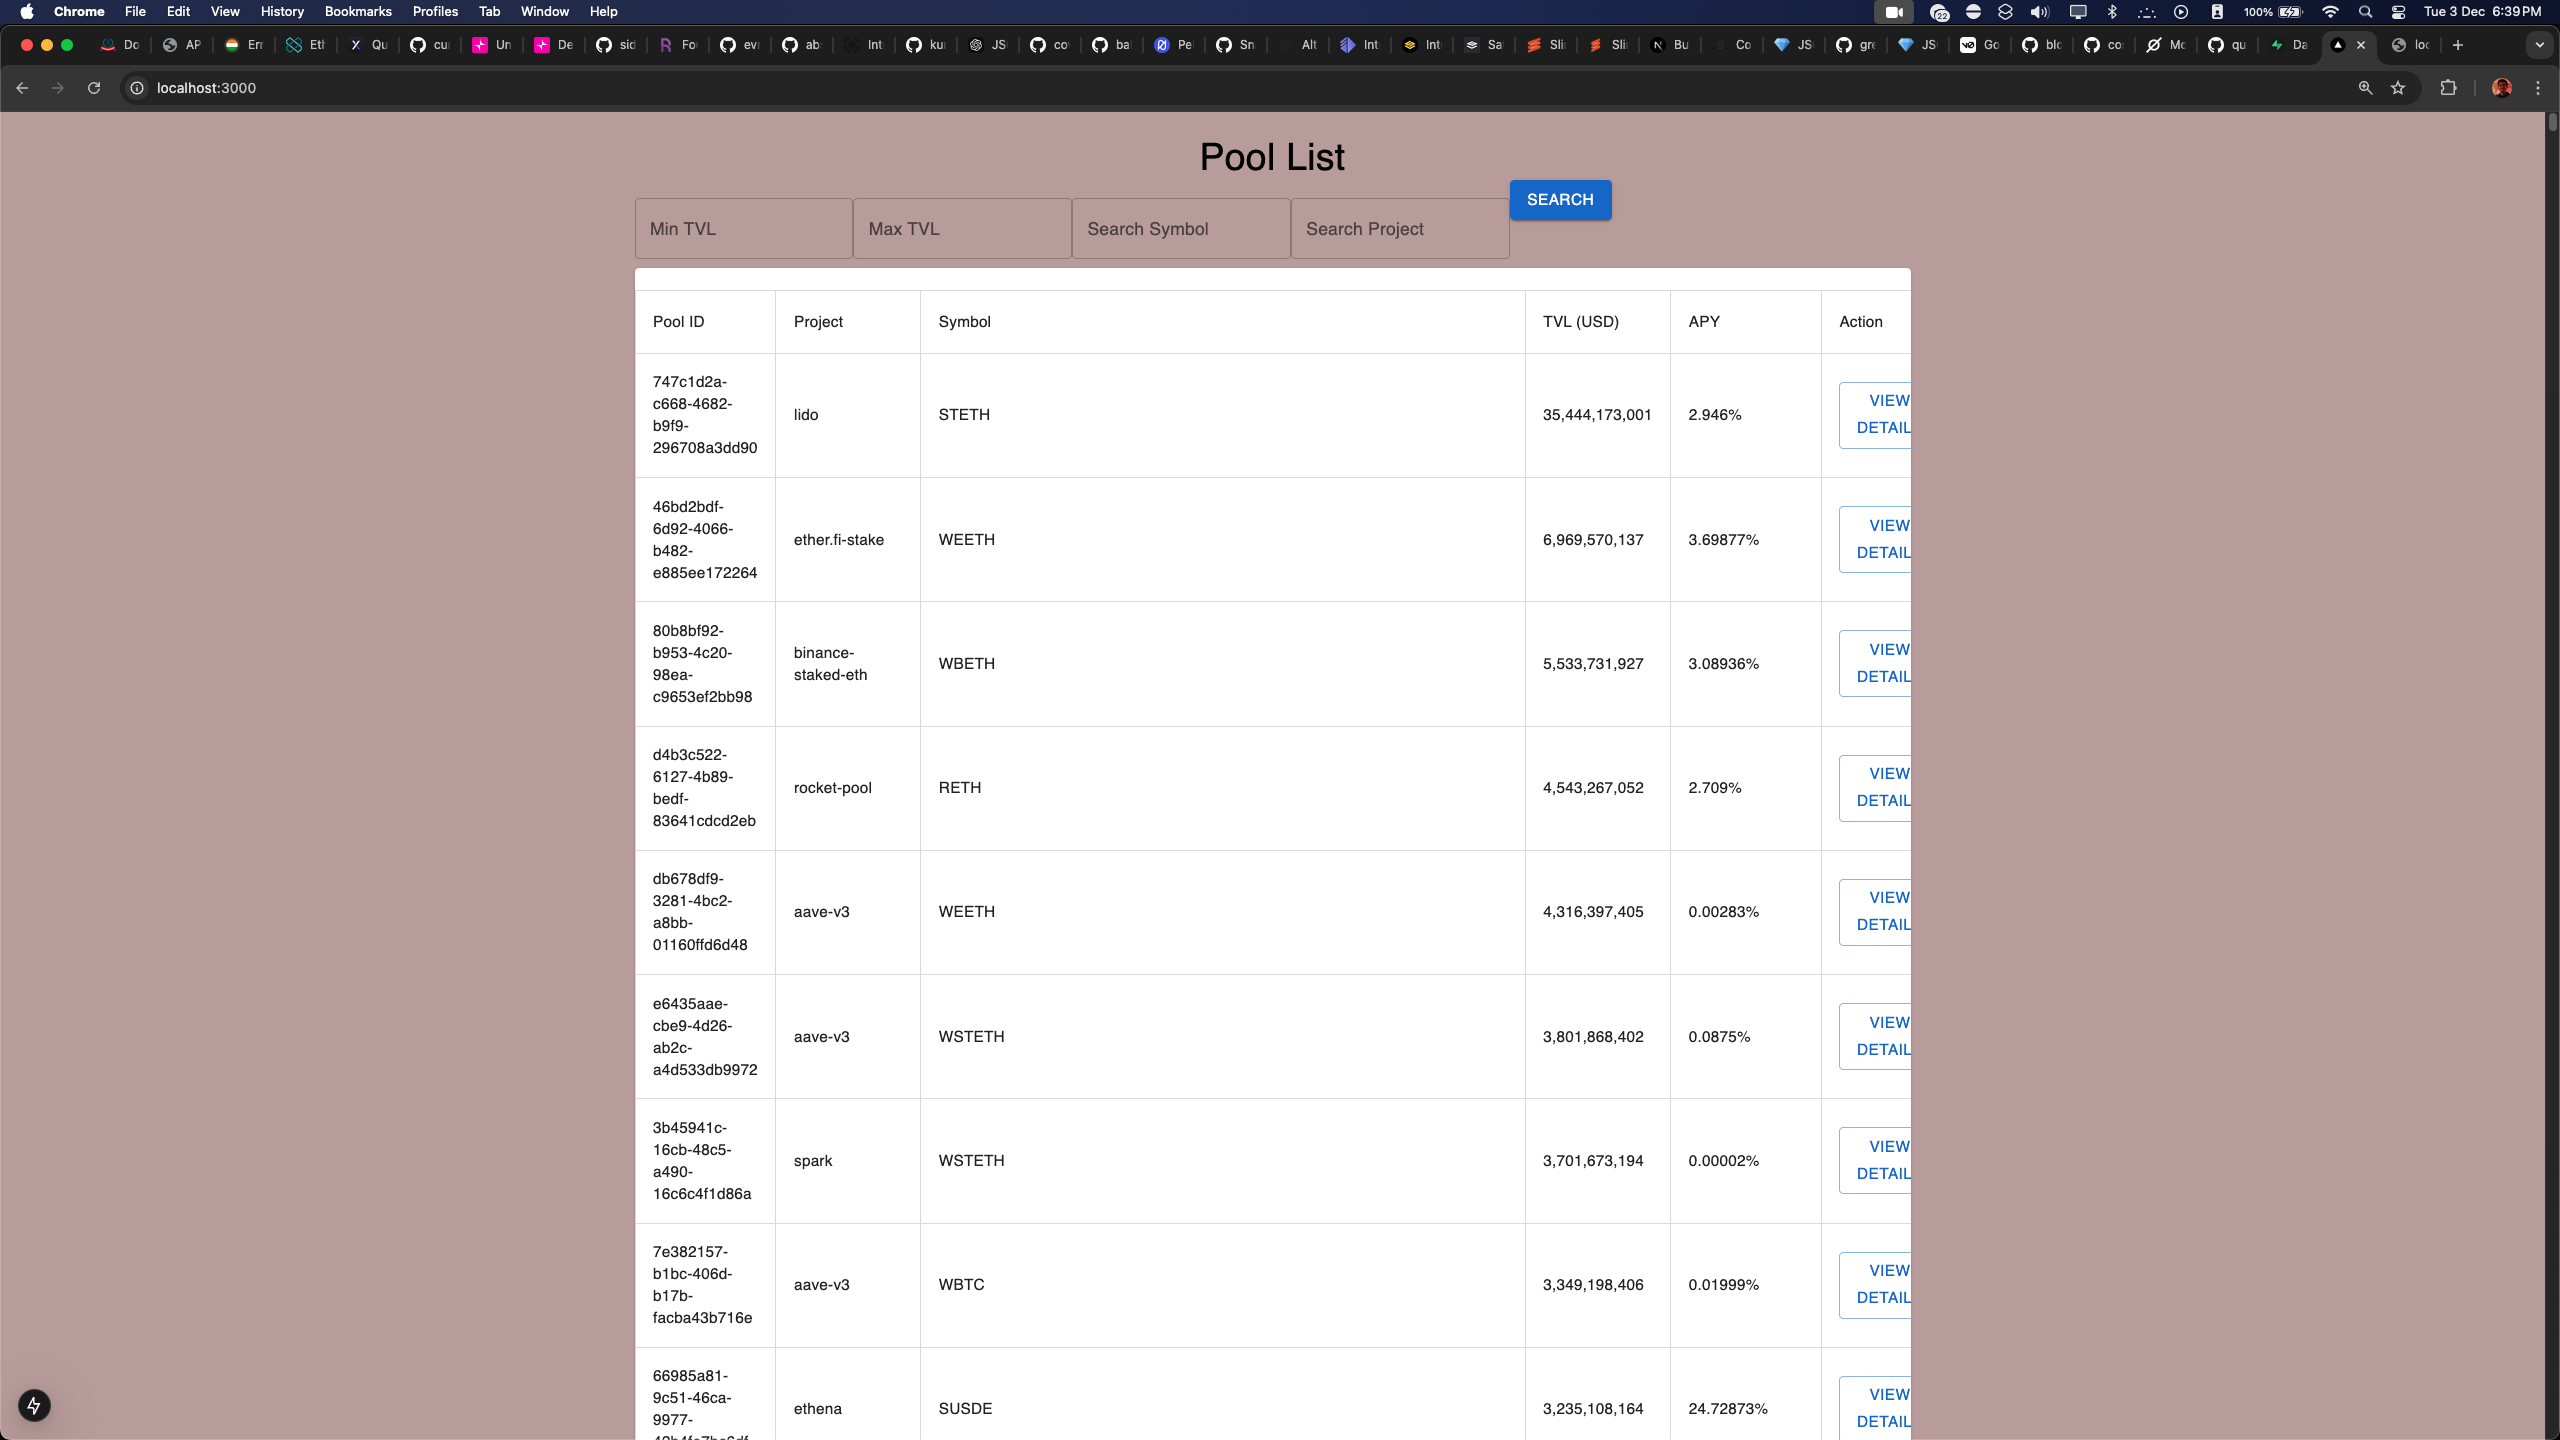 Chrome File Edit View History Bookmarks Profiles Tab Window Help 22 100% Tue 3 Dec 6:39 PM
Do AP Err Eth Qu cu Un De sid Fo evi ab Int ku JS co ba Pe Sn Alt Int Int Sa Sli Sli Bu Co JS gre JS Go blo co Mo qu Da loc
localhost:3000
Pool List
SEARCH
Min TVL Max TVL Search Symbol Search Project
Pool ID Project Symbol TVL (USD) APY Action
747c1d2a-
c668-4682-
b9f9-
296708a3dd90
lido STETH 35,444,173,001 2.946%
VIEW
DETAIL
46bd2bdf-
6d92-4066-
b482-
e885ee172264
ether.fi-stake WEETH 6,969,570,137 3.69877%
VIEW
DETAIL
80b8bf92-
b953-4c20-
98ea-
c9653ef2bb98
binance-
staked-eth
WBETH 5,533,731,927 3.08936%
VIEW
DETAIL
d4b3c522-
6127-4b89-
bedf-
83641cdcd2eb
rocket-pool RETH 4,543,267,052 2.709%
VIEW
DETAIL
db678df9-
3281-4bc2-
a8bb-
01160ffd6d48
aave-v3 WEETH 4,316,397,405 0.00283%
VIEW
DETAIL
e6435aae-
cbe9-4d26-
ab2c-
a4d533db9972
aave-v3 WSTETH 3,801,868,402 0.0875%
VIEW
DETAIL
3b45941c-
16cb-48c5-
a490-
16c6c4f1d86a
spark WSTETH 3,701,673,194 0.00002%
VIEW
DETAIL
7e382157-
b1bc-406d-
b17b-
facba43b716e
aave-v3 WBTC 3,349,198,406 0.01999%
VIEW
DETAIL
66985a81-
9c51-46ca-
9977-
ethena SUSDE 3,235,108,164 24.72873%
VIEW
DETAIL